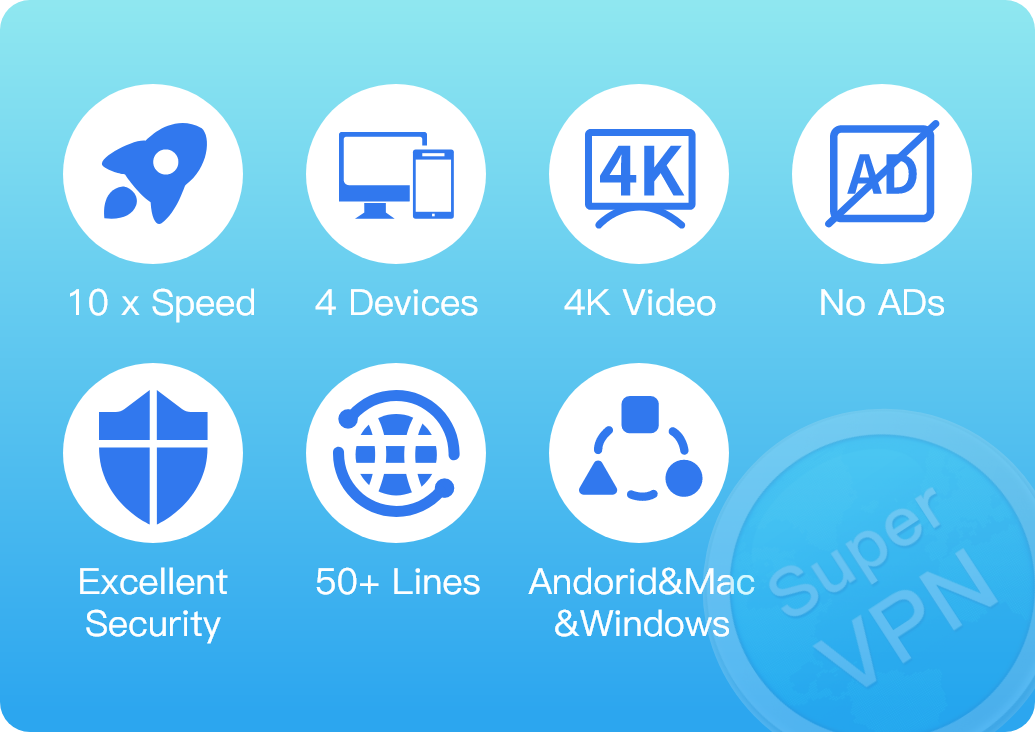 4K
AD
10 x Speed
4 Devices
4K Video
No ADs
Excellent
Security
50+ Lines
Andorid&Mac
&Windows
Super
VPN